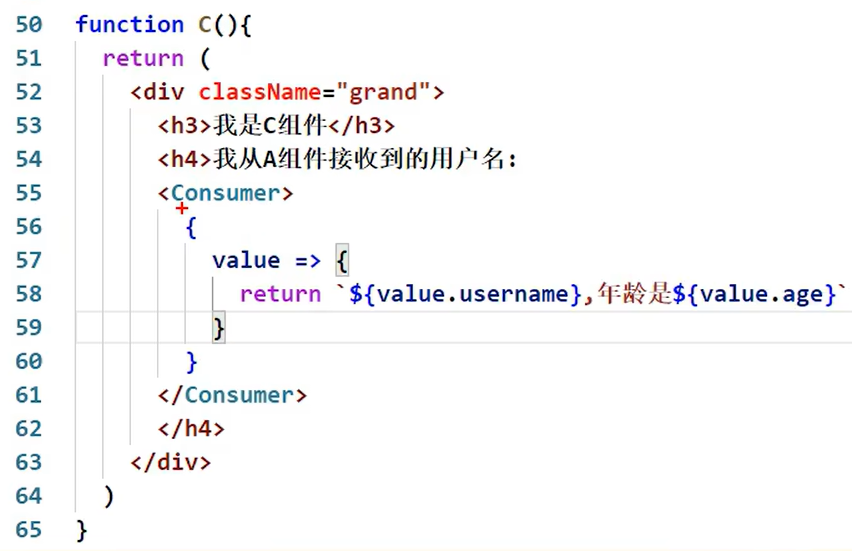 50 function C(){
51 return (
52 <div className="grand">
53 <h3>我是C组件</h3>
54 <h4>我从A组件接收到的用户名：
55 <Consumer>
56 {
57 value => {
58 return `${value.username},年龄是${value.age}`
59 }
60 }
61 </Consumer>
62 </h4>
63 </div>
64 )
65 }